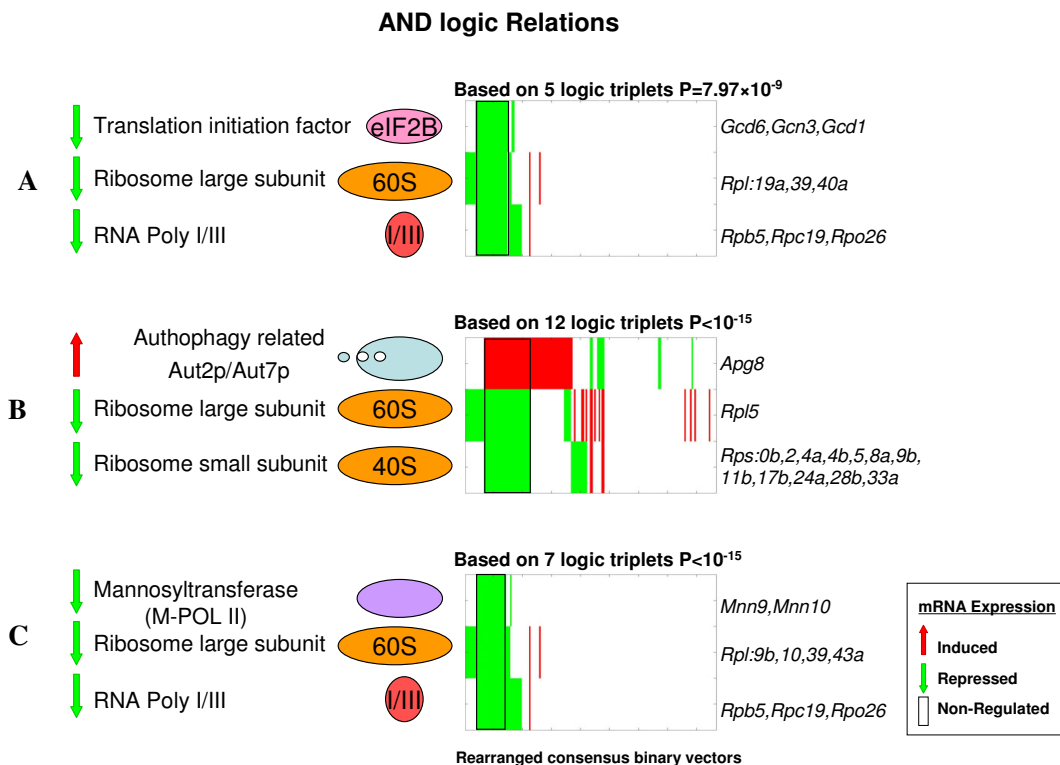 AND logic Relations
Based on 5 logic triplets P=7.97×10⁻⁹
A
Translation initiation factor
eIF2B
Gcd6,Gcn3,Gcd1
Ribosome large subunit
60S
Rpl:19a,39,40a
RNA Poly I/III
I/III
Rpb5,Rpc19,Rpo26
Based on 12 logic triplets P<10⁻¹⁵
B
Authophagy related
Aut2p/Aut7p
Apg8
Ribosome large subunit
60S
Rpl5
Ribosome small subunit
40S
Rps:0b,2,4a,4b,5,8a,9b,
11b,17b,24a,28b,33a
Based on 7 logic triplets P<10⁻¹⁵
C
Mannosyltransferase
(M-POL II)
Mnn9,Mnn10
Ribosome large subunit
60S
Rpl:9b,10,39,43a
RNA Poly I/III
I/III
Rpb5,Rpc19,Rpo26
Rearranged consensus binary vectors
mRNA Expression
Induced
Repressed
Non-Regulated